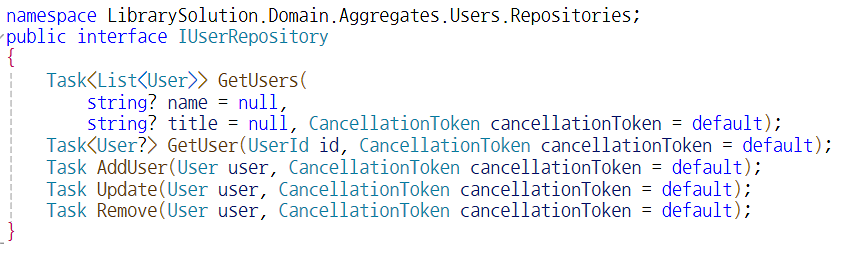 namespace LibrarySolution.Domain.Aggregates.Users.Repositories;
public interface IUserRepository
{
    Task<List<User>> GetUsers(
        string? name = null,
        string? title = null, CancellationToken cancellationToken = default);
    Task<User?> GetUser(UserId id, CancellationToken cancellationToken = default);
    Task AddUser(User user, CancellationToken cancellationToken = default);
    Task Update(User user, CancellationToken cancellationToken = default);
    Task Remove(User user, CancellationToken cancellationToken = default);
}